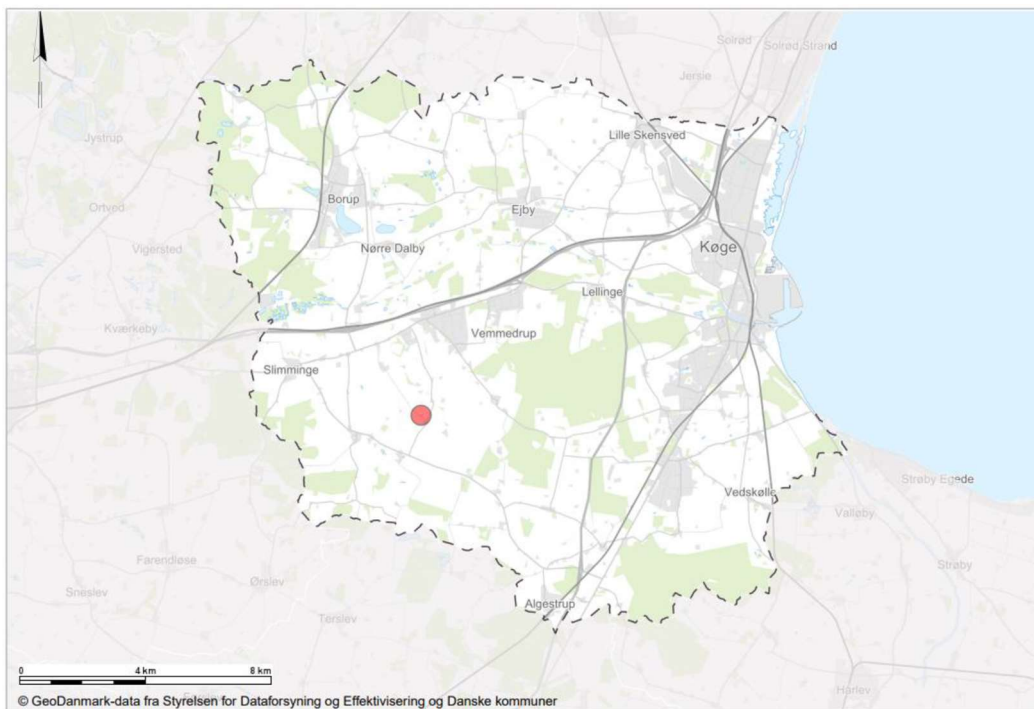 Solrød
Solrød Strand
Jersie
Lille Skensved
Jystrup
Borup
Ejby
Ortved
Køge
Vigersted
Nørre Dalby
Lellinge
Kværkeby
Vemmedrup
Slimminge
Strøby Egede
Vedskølle
Valløby
Farendløse
Strøby
Ørslev
Sneslev
Algestrup
Terslev
0 4 km 8 km
Hårlev
© GeoDanmark-data fra Styrelsen for Dataforsyning og Effektivisering og Danske kommuner